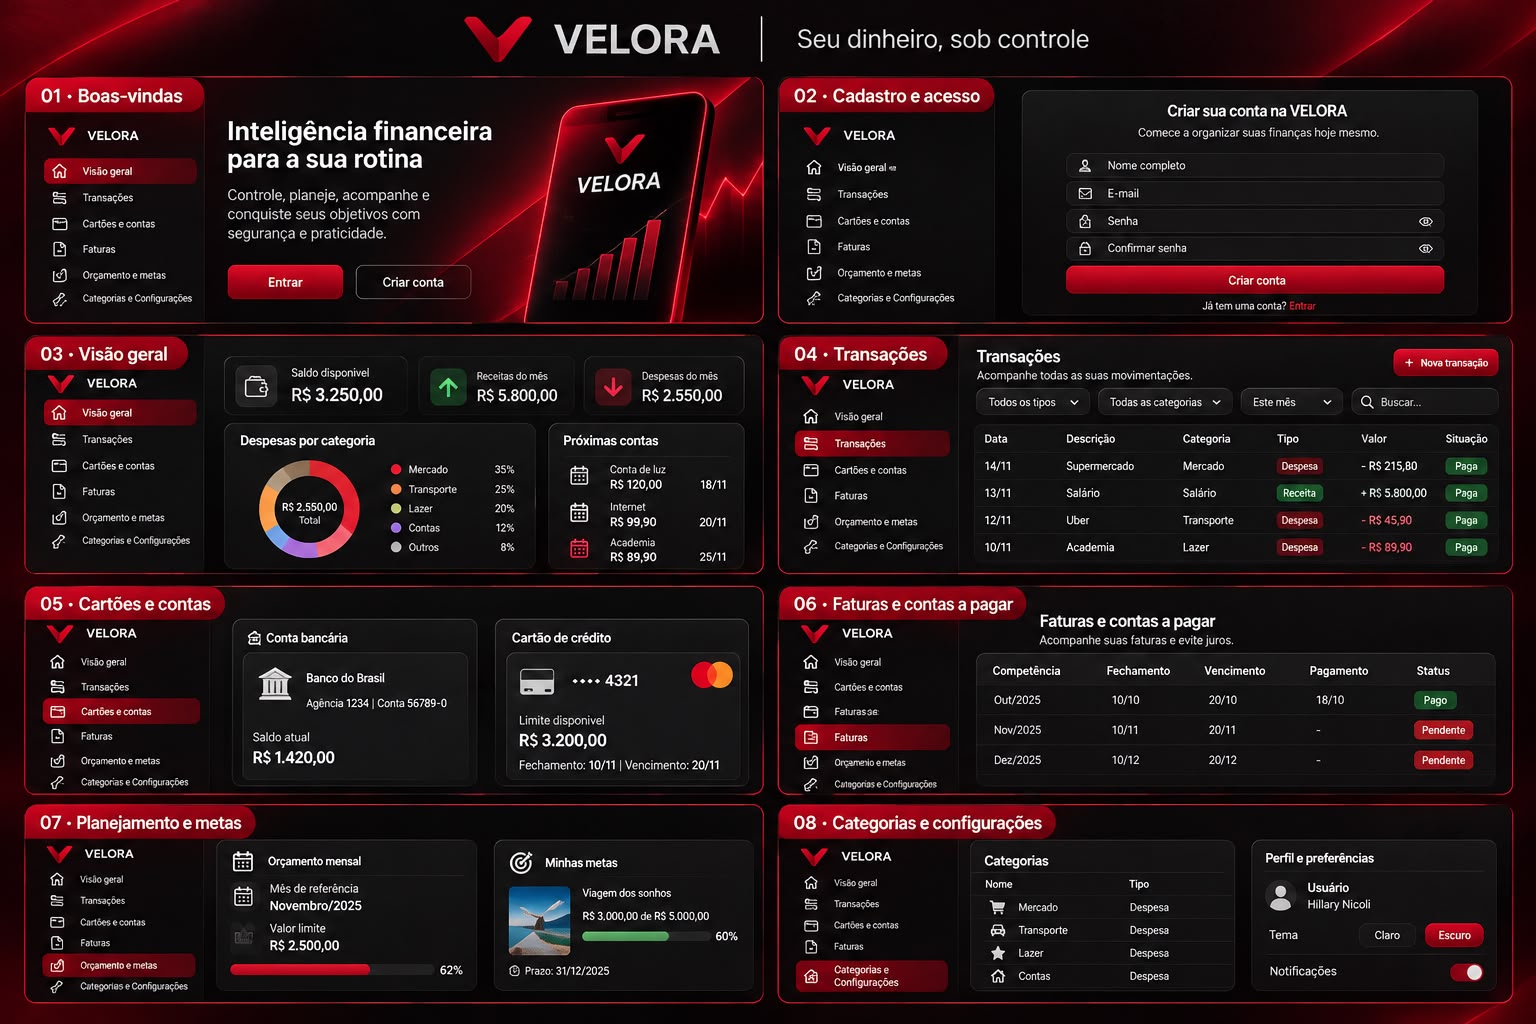 VELORA
Seu dinheiro, sob controle
01 · Boas-vindas
VELORA
Visão geral
Transações
Cartões e contas
Faturas
Orçamento e metas
Categorias e Configurações
Inteligência financeira
para a sua rotina
Controle, planeje, acompanhe e
conquiste seus objetivos com
segurança e praticidade.
Entrar
Criar conta
VELORA
02 · Cadastro e acesso
VELORA
Visão geral
Transações
Cartões e contas
Faturas
Orçamento e metas
Categorias e Configurações
Criar sua conta na VELORA
Comece a organizar suas finanças hoje mesmo.
Nome completo
E-mail
Senha
Confirmar senha
Criar conta
Já tem uma conta? Entrar
03 · Visão geral
VELORA
Visão geral
Transações
Cartões e contas
Faturas
Orçamento e metas
Categorias e Configurações
Saldo disponivel
R$ 3.250,00
Receitas do mês
R$ 5.800,00
Despesas do mês
R$ 2.550,00
Despesas por categoria
R$ 2.550,00
Total
Mercado 35%
Transporte 25%
Lazer 20%
Contas 12%
Outros 8%
Próximas contas
Conta de luz
R$ 120,00 18/11
Internet
R$ 99,90 20/11
Academia
R$ 89,90 25/11
04 · Transações
VELORA
Visão geral
Transações
Cartões e contas
Faturas
Orçamento e metas
Categorias e Configurações
Transações
Acompanhe todas as suas movimentações.
+ Nova transação
Todos os tipos
Todas as categorias
Este mês
Buscar...
Data Descrição Categoria Tipo Valor Situação
14/11 Supermercado Mercado Despesa - R$ 215,80 Paga
13/11 Salário Salário Receita + R$ 5.800,00 Paga
12/11 Uber Transporte Despesa - R$ 45,90 Paga
10/11 Academia Lazer Despesa - R$ 89,90 Paga
05 · Cartões e contas
VELORA
Visão geral
Transações
Cartões e contas
Faturas
Orçamento e metas
Categorias e Configurações
Conta bancária
Banco do Brasil
Agência 1234 | Conta 56789-0
Saldo atual
R$ 1.420,00
Cartão de crédito
•••• 4321
Limite disponivel
R$ 3.200,00
Fechamento: 10/11 | Vencimento: 20/11
06 · Faturas e contas a pagar
VELORA
Visão geral
Cartões e contas
Faturas
Faturas
Orçamento e metas
Categorias e Configurações
Faturas e contas a pagar
Acompanhe suas faturas e evite juros.
Competência Fechamento Vencimento Pagamento Status
Out/2025 10/10 20/10 18/10 Pago
Nov/2025 10/11 20/11 - Pendente
Dez/2025 10/12 20/12 - Pendente
07 · Planejamento e metas
VELORA
Visão geral
Transações
Cartões e contas
Faturas
Orçamento e metas
Categorias e Configurações
Orçamento mensal
Mês de referência
Novembro/2025
Valor limite
R$ 2.500,00
62%
Minhas metas
Viagem dos sonhos
R$ 3,000,00 de R$ 5.000,00
60%
Prazo: 31/12/2025
08 · Categorias e configurações
VELORA
Visão geral
Transações
Cartões e contas
Faturas
Categorias e
Configurações
Categorias
Nome Tipo
Mercado Despesa
Transporte Despesa
Lazer Despesa
Contas Despesa
Perfil e preferências
Usuário
Hillary Nicoli
Tema Claro Escuro
Notificações